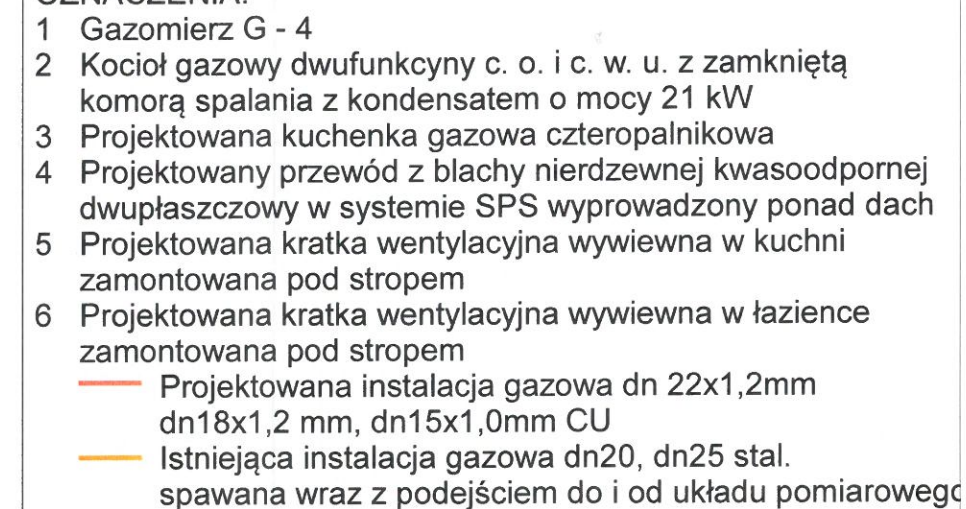 OZNACZENIA:
1 Gazomierz G - 4
2 Kocioł gazowy dwufunkcyny c. o. i c. w. u. z zamkniętą
komorą spalania z kondensatem o mocy 21 kW
3 Projektowana kuchenka gazowa czteropalnikowa
4 Projektowany przewód z blachy nierdzewnej kwasoodpornej
dwupłaszczowy w systemie SPS wyprowadzony ponad dach
5 Projektowana kratka wentylacyjna wywiewna w kuchni
zamontowana pod stropem
6 Projektowana kratka wentylacyjna wywiewna w łazience
zamontowana pod stropem
Projektowana instalacja gazowa dn 22x1,2mm
dn18x1,2 mm, dn15x1,0mm CU
Istniejąca instalacja gazowa dn20, dn25 stal.
spawana wraz z podejściem do i od układu pomiarowego